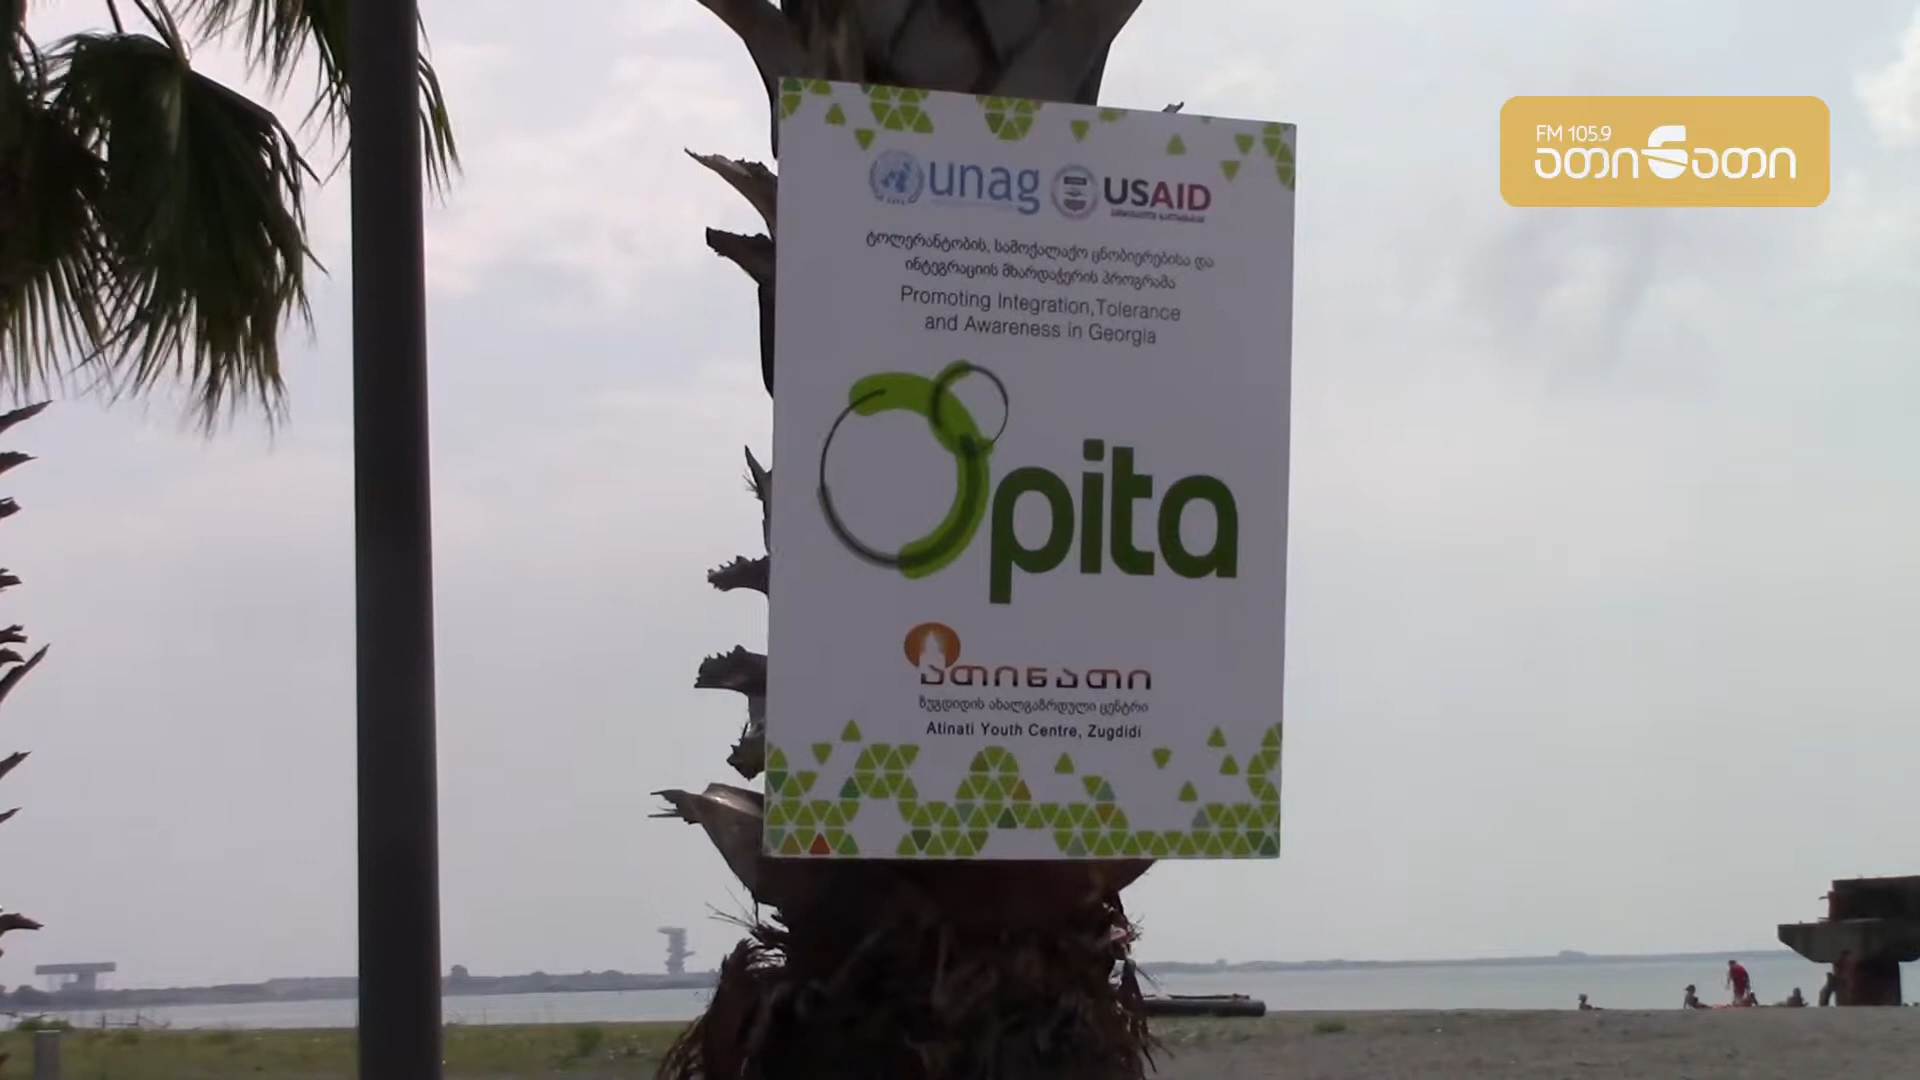 FM 105.9
ათინათი
unag
USAID
ტოლერანტობის, სამოქალაქო ცნობიერებისა და
ინტეგრაციის მხარდაჭერის პროგრამა
Promoting Integration,Tolerance
and Awareness in Georgia
pita
ათინათი
ზუგდიდის ახალგაზრდული ცენტრი
Atinati Youth Centre, Zugdidi